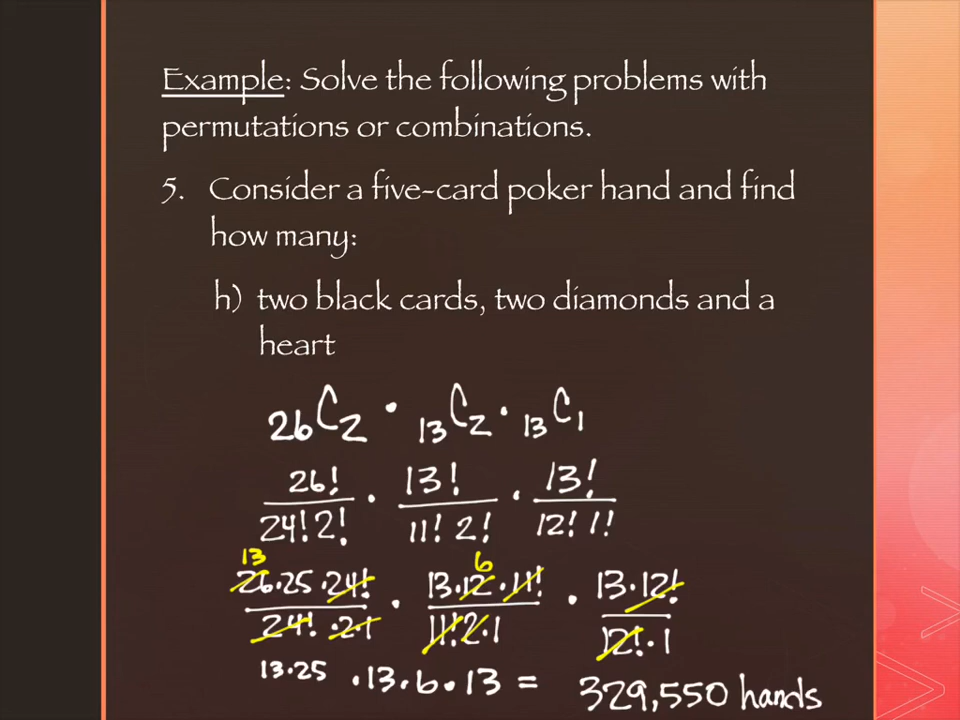 Example: Solve the following problems with
permutations or combinations.
5. Consider a five-card poker hand and find
how many:
h) two black cards, two diamonds and a
heart
₂₆C₂ · ₁₃C₂ · ₁₃C₁
26!/24! 2! · 13!/11! 2! · 13!/12! 1!
13 6
26·25·24!/24!·2·1 · 13·12·11!/11!2·1 · 13·12!/12!·1
13·25 · 13·6·13 = 329,550 hands